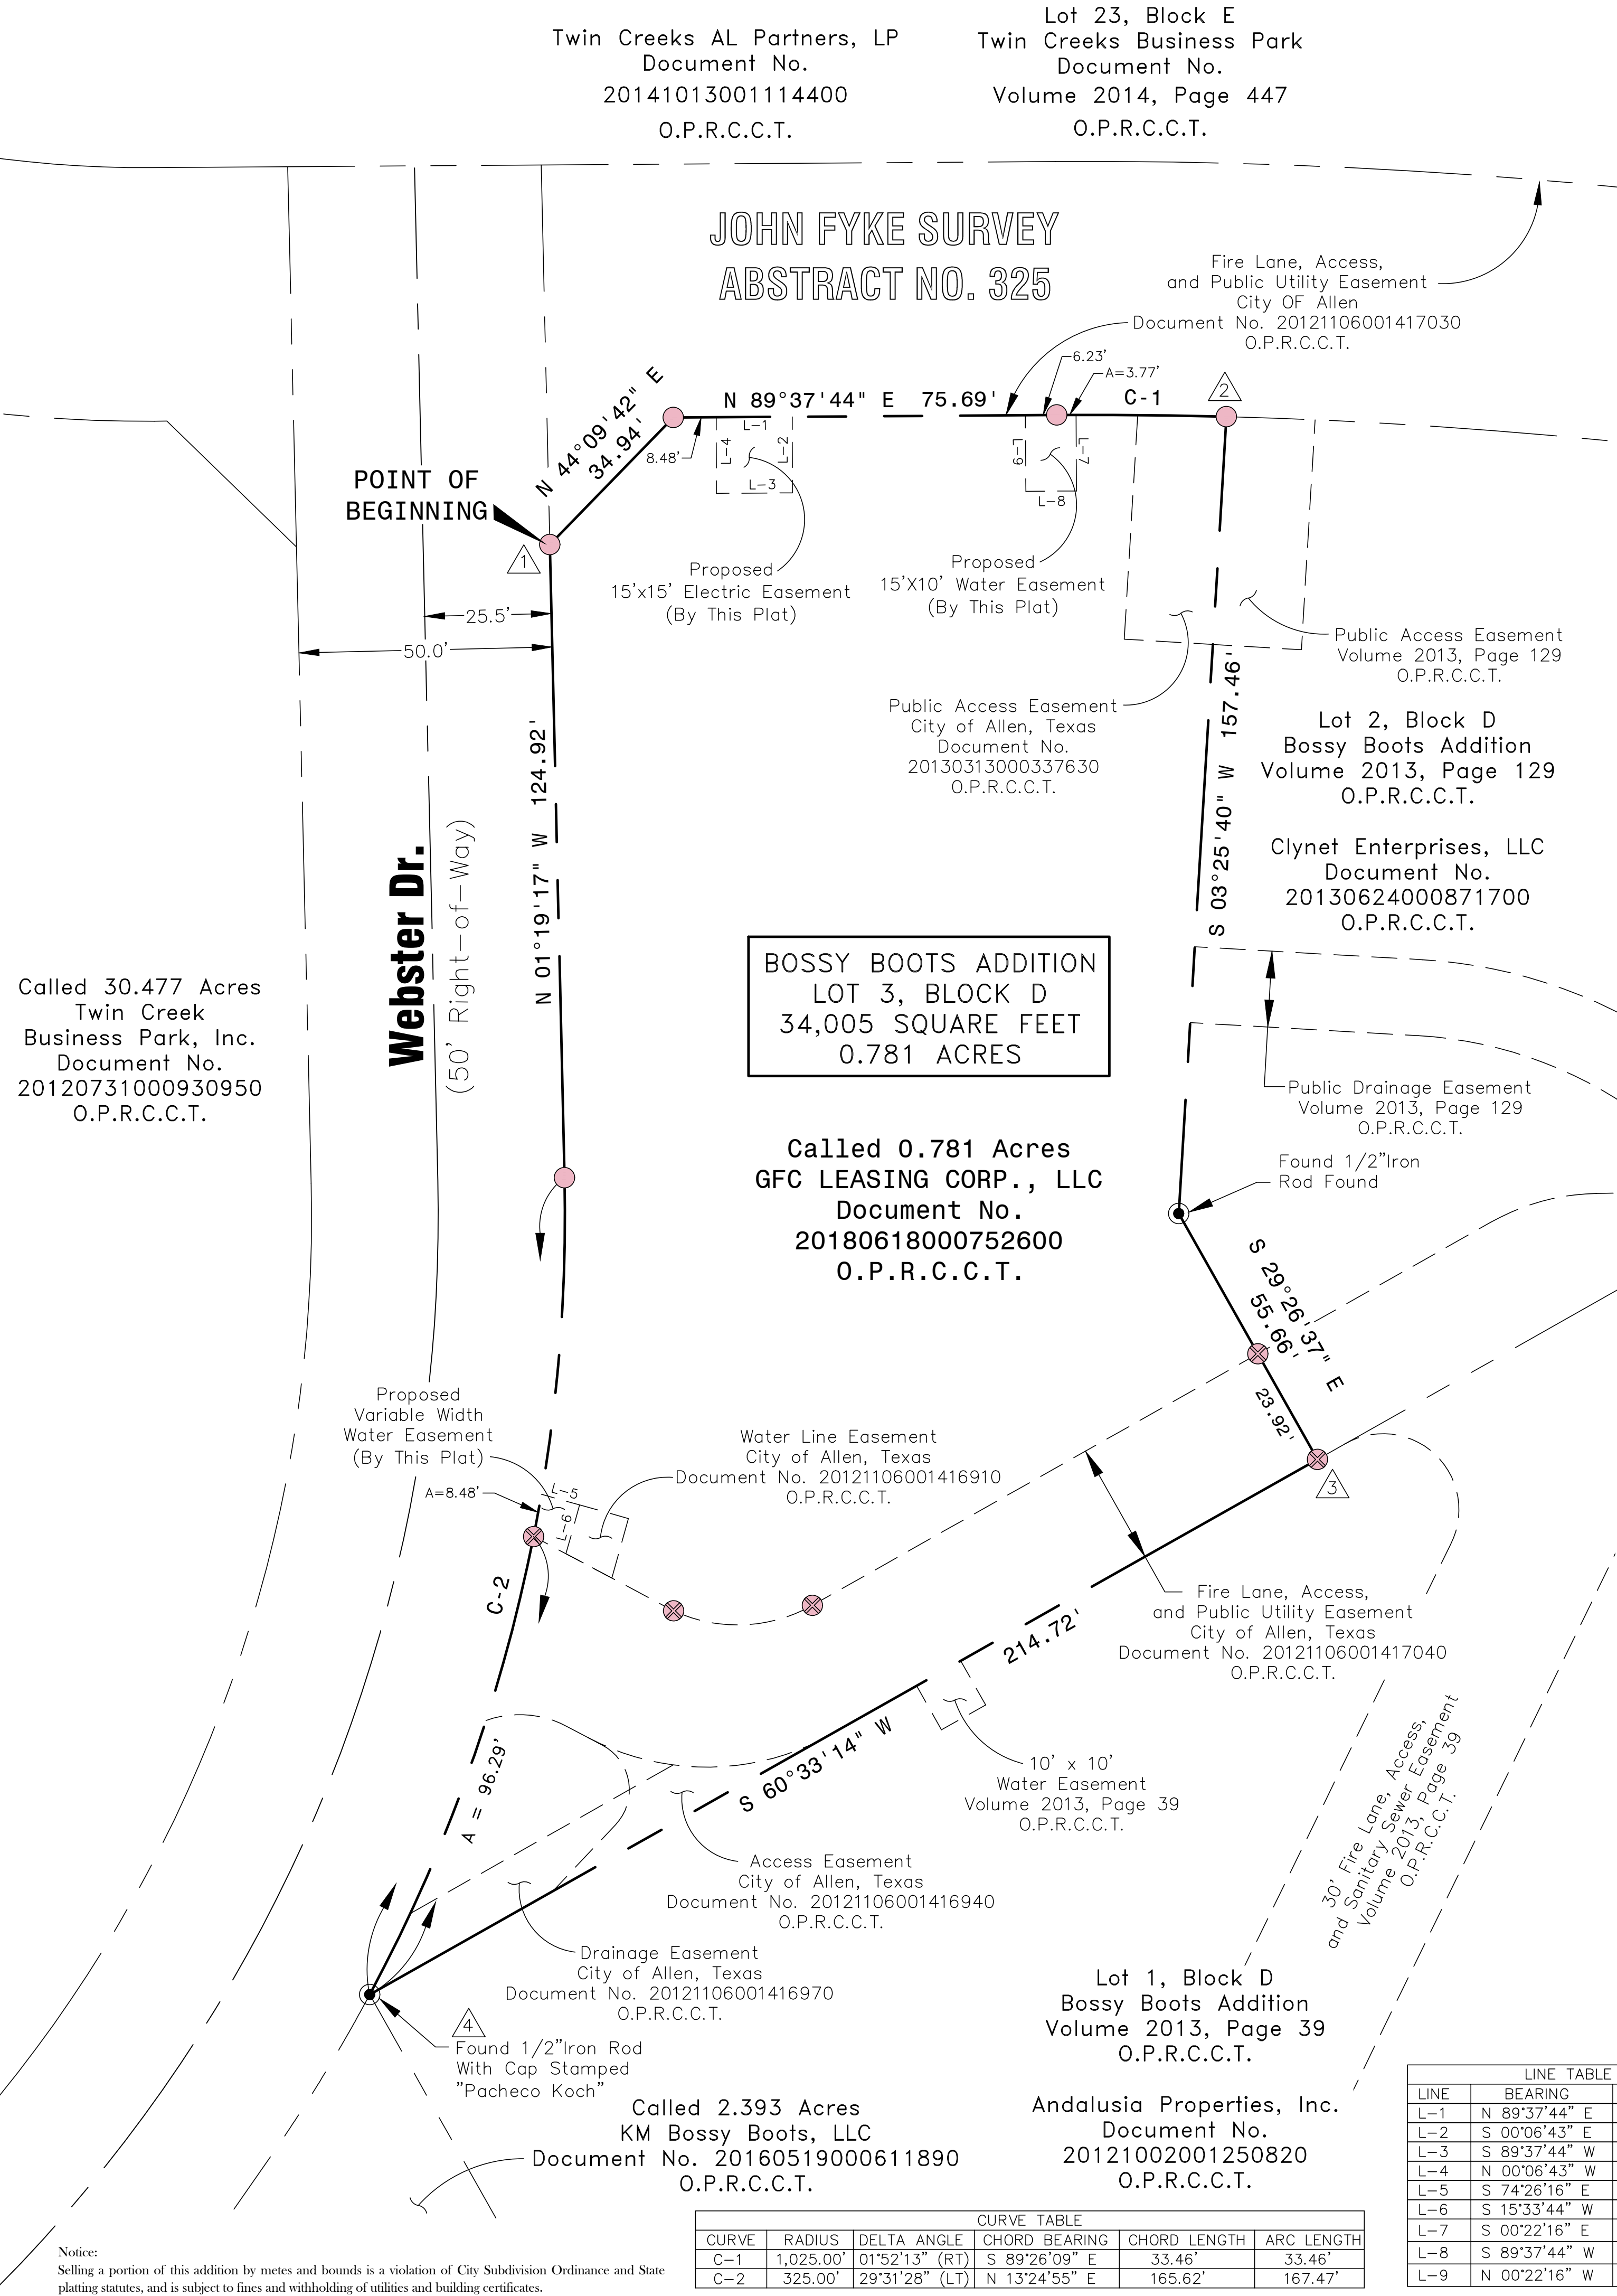 Twin Creeks AL Partners, LP
Document No.
20141013001114400
O.P.R.C.C.T.
Lot 23, Block E
Twin Creeks Business Park
Document No.
Volume 2014, Page 447
O.P.R.C.C.T.
JOHN FYKE SURVEY
ABSTRACT NO. 325
Fire Lane, Access,
and Public Utility Easement
City OF Allen
Document No. 20121106001417030
O.P.R.C.C.T.
6.23'
A=3.77'
N 44°09'42" E
34.94'
N 89°37'44" E 75.69'
C-1
2
8.48'
L-1
L-4
L-2
L-3
L-9
L-7
L-8
POINT OF
BEGINNING
1
Proposed
15'x15' Electric Easement
(By This Plat)
Proposed
15'X10' Water Easement
(By This Plat)
25.5'
50.0'
Public Access Easement
Volume 2013, Page 129
O.P.R.C.C.T.
Public Access Easement
City of Allen, Texas
Document No.
20130313000337630
O.P.R.C.C.T.
Lot 2, Block D
Bossy Boots Addition
Volume 2013, Page 129
O.P.R.C.C.T.
N 01°19'17" W 124.92'
S 03°25'40" W 157.46'
Webster Dr.
(50' Right-of-Way)
Clynet Enterprises, LLC
Document No.
20130624000871700
O.P.R.C.C.T.
BOSSY BOOTS ADDITION
LOT 3, BLOCK D
34,005 SQUARE FEET
0.781 ACRES
Called 30.477 Acres
Twin Creek
Business Park, Inc.
Document No.
20120731000930950
O.P.R.C.C.T.
Public Drainage Easement
Volume 2013, Page 129
O.P.R.C.C.T.
Called 0.781 Acres
GFC LEASING CORP., LLC
Document No.
20180618000752600
O.P.R.C.C.T.
Found 1/2"Iron
Rod Found
S 29°26'37" E
55.66'
23.92'
3
Proposed
Variable Width
Water Easement
(By This Plat)
A=8.48'
L-5
L-6
Water Line Easement
City of Allen, Texas
Document No. 20121106001416910
O.P.R.C.C.T.
C-2
Fire Lane, Access,
and Public Utility Easement
City of Allen, Texas
Document No. 20121106001417040
O.P.R.C.C.T.
214.72'
S 60°33'14" W
A = 96.29'
10' x 10'
Water Easement
Volume 2013, Page 39
O.P.R.C.C.T.
30' Fire Lane, Access,
and Sanitary Sewer Easement
Volume 2013, Page 39
O.P.R.C.C.T.
Access Easement
City of Allen, Texas
Document No. 20121106001416940
O.P.R.C.C.T.
Drainage Easement
City of Allen, Texas
Document No. 20121106001416970
O.P.R.C.C.T.
4
Found 1/2"Iron Rod
With Cap Stamped
"Pacheco Koch"
Lot 1, Block D
Bossy Boots Addition
Volume 2013, Page 39
O.P.R.C.C.T.
Called 2.393 Acres
KM Bossy Boots, LLC
Document No. 20160519000611890
O.P.R.C.C.T.
Andalusia Properties, Inc.
Document No.
20121002001250820
O.P.R.C.C.T.
LINE TABLE
LINE BEARING
L-1 N 89°37'44" E
L-2 S 00°06'43" E
L-3 S 89°37'44" W
L-4 N 00°06'43" W
L-5 S 74°26'16" E
L-6 S 15°33'44" W
L-7 S 00°22'16" E
L-8 S 89°37'44" W
L-9 N 00°22'16" W
CURVE TABLE
CURVE RADIUS DELTA ANGLE CHORD BEARING CHORD LENGTH ARC LENGTH
C-1 1,025.00' 01°52'13" (RT) S 89°26'09" E 33.46' 33.46'
C-2 325.00' 29°31'28" (LT) N 13°24'55" E 165.62' 167.47'
Notice:
Selling a portion of this addition by metes and bounds is a violation of City Subdivision Ordinance and State
platting statutes, and is subject to fines and withholding of utilities and building certificates.